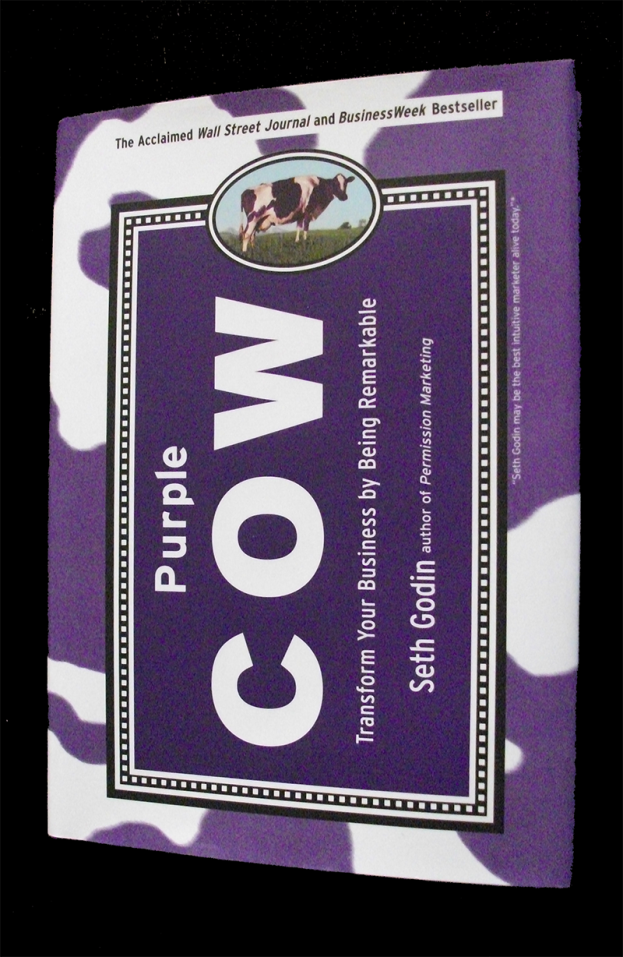 The Acclaimed Wall Street Journal and BusinessWeek Bestseller
Purple
COW
Transform Your Business by Being Remarkable
Seth Godin author of Permission Marketing
"Seth Godin may be the best intuitive marketer alive today."*